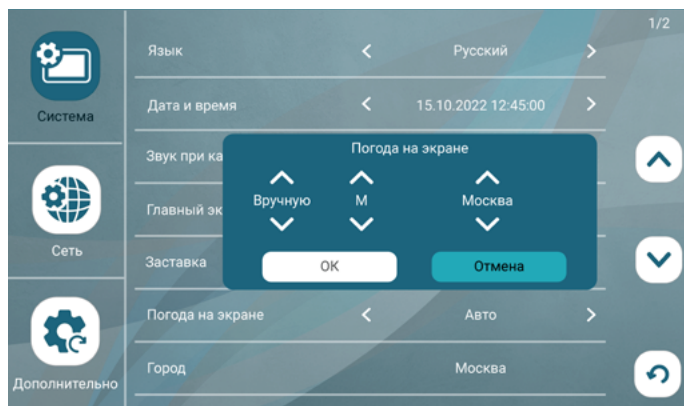 1/2
Система
Сеть
Дополнительно
Язык Русский
Дата и время 15.10.2022 12:45:00
Звук при ка
Главный эк
Заставка
Погода на экране Авто
Город Москва
Погода на экране
Вручную М Москва
ОК Отмена